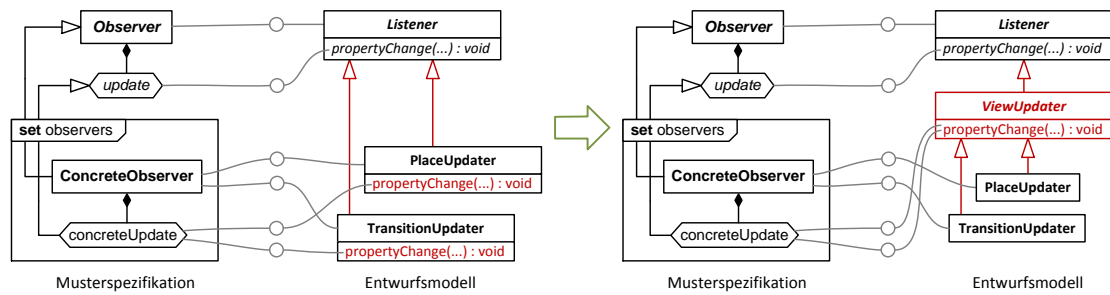 Observer
Listener
propertyChange(...) : void
update
set observers
ConcreteObserver
PlaceUpdater
propertyChange(...) : void
concreteUpdate
TransitionUpdater
propertyChange(...) : void
Musterspezifikation
Entwurfsmodell
Observer
Listener
propertyChange(...) : void
update
ViewUpdater
propertyChange(...) : void
set observers
ConcreteObserver
PlaceUpdater
concreteUpdate
TransitionUpdater
Musterspezifikation
Entwurfsmodell